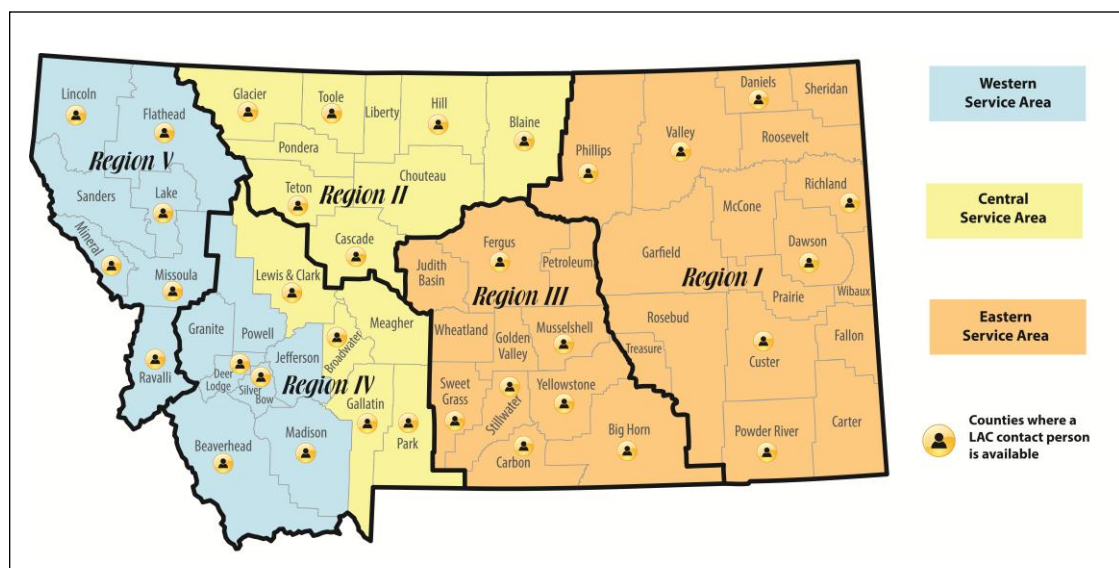 Lincoln
Flathead
Region V
Sanders
Lake
Mineral
Missoula
Ravalli
Glacier
Toole
Liberty
Hill
Blaine
Pondera
Chouteau
Teton
Region II
Cascade
Lewis & Clark
Granite
Powell
Jefferson
Broadwater
Meagher
Deer
Lodge
Silver
Bow
Region IV
Gallatin
Park
Beaverhead
Madison
Judith
Basin
Fergus
Petroleum
Region III
Wheatland
Golden
Valley
Musselshell
Sweet
Grass
Stillwater
Yellowstone
Carbon
Big Horn
Phillips
Valley
Daniels
Sheridan
Roosevelt
Richland
McCone
Garfield
Dawson
Region I
Prairie
Wibaux
Rosebud
Treasure
Custer
Fallon
Powder River
Carter
Western
Service Area
Central
Service Area
Eastern
Service Area
Counties where a
LAC contact person
is available